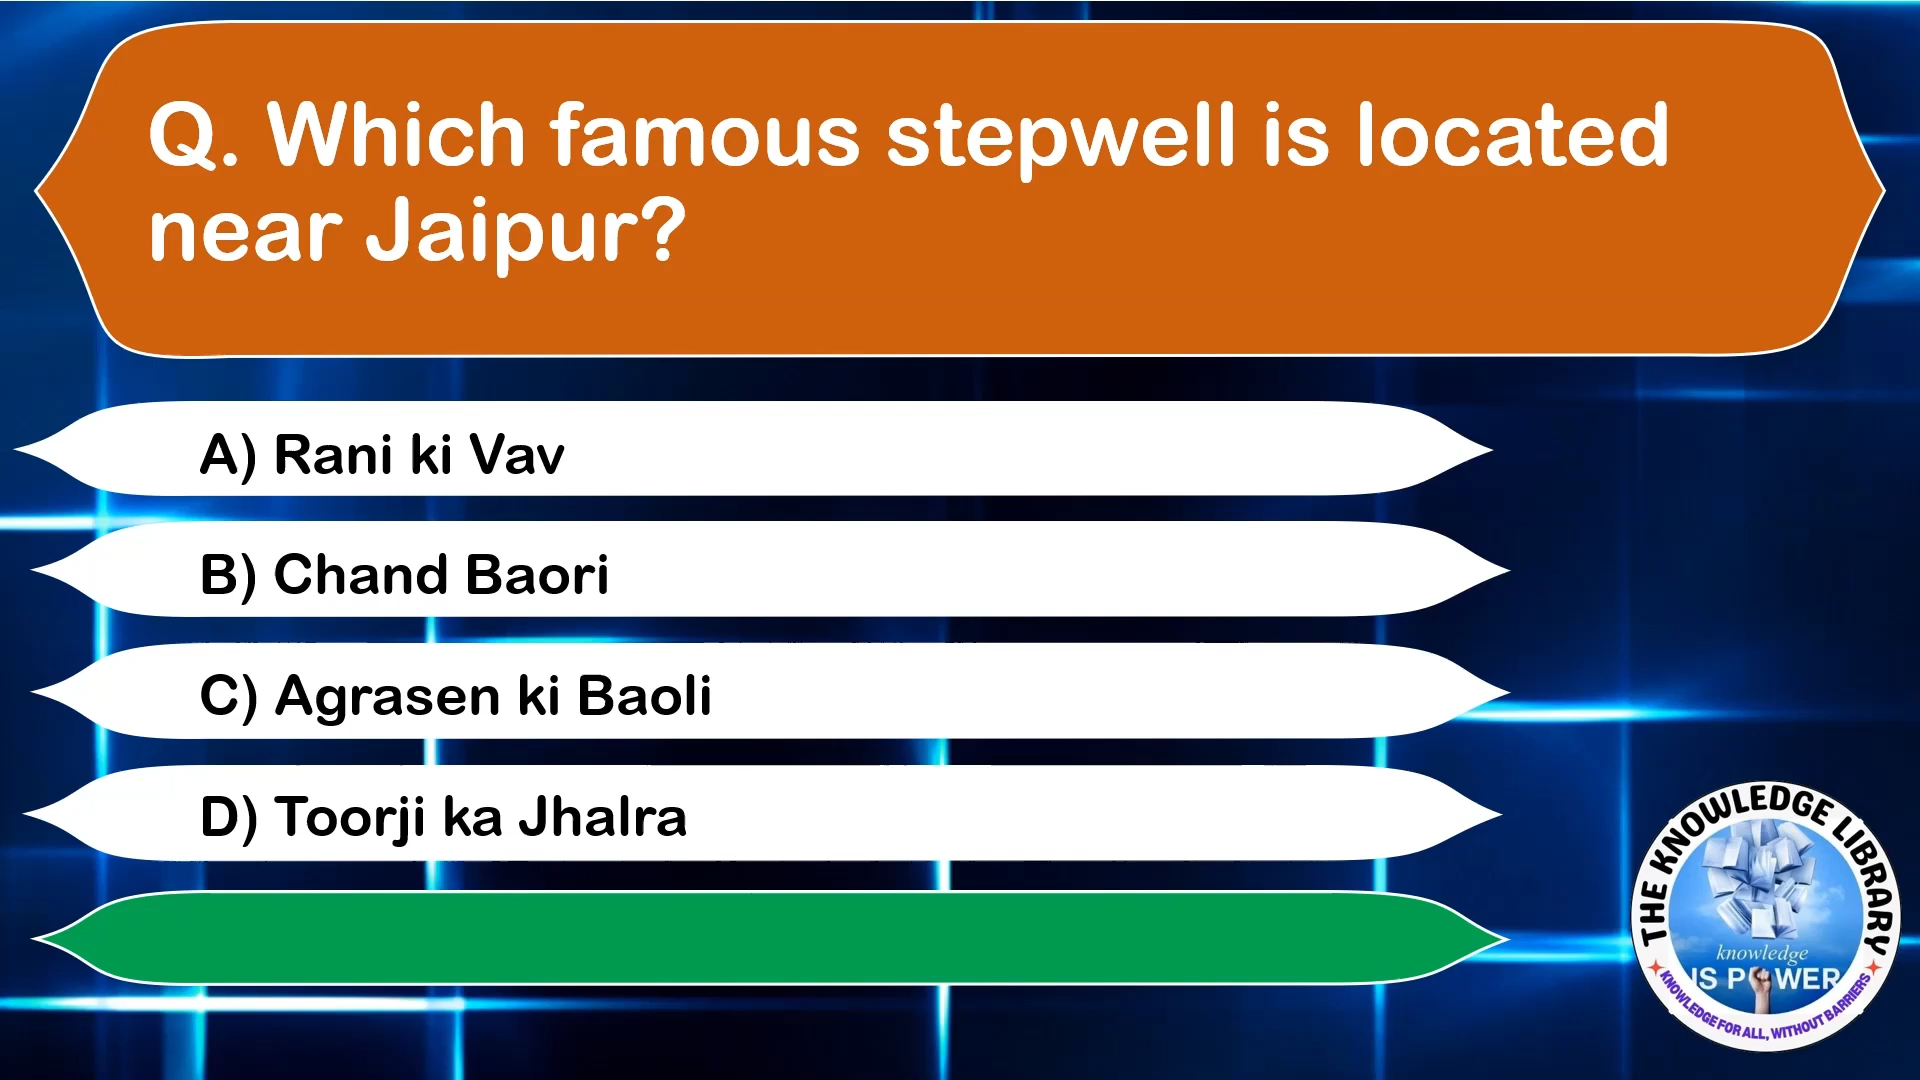 Q. Which famous stepwell is located
near Jaipur?
A) Rani ki Vav
B) Chand Baori
C) Agrasen ki Baoli
D) Toorji ka Jhalra
THE KNOWLEDGE LIBRARY
knowledge
IS POWER
KNOWLEDGE FOR ALL, WITHOUT BARRIERS